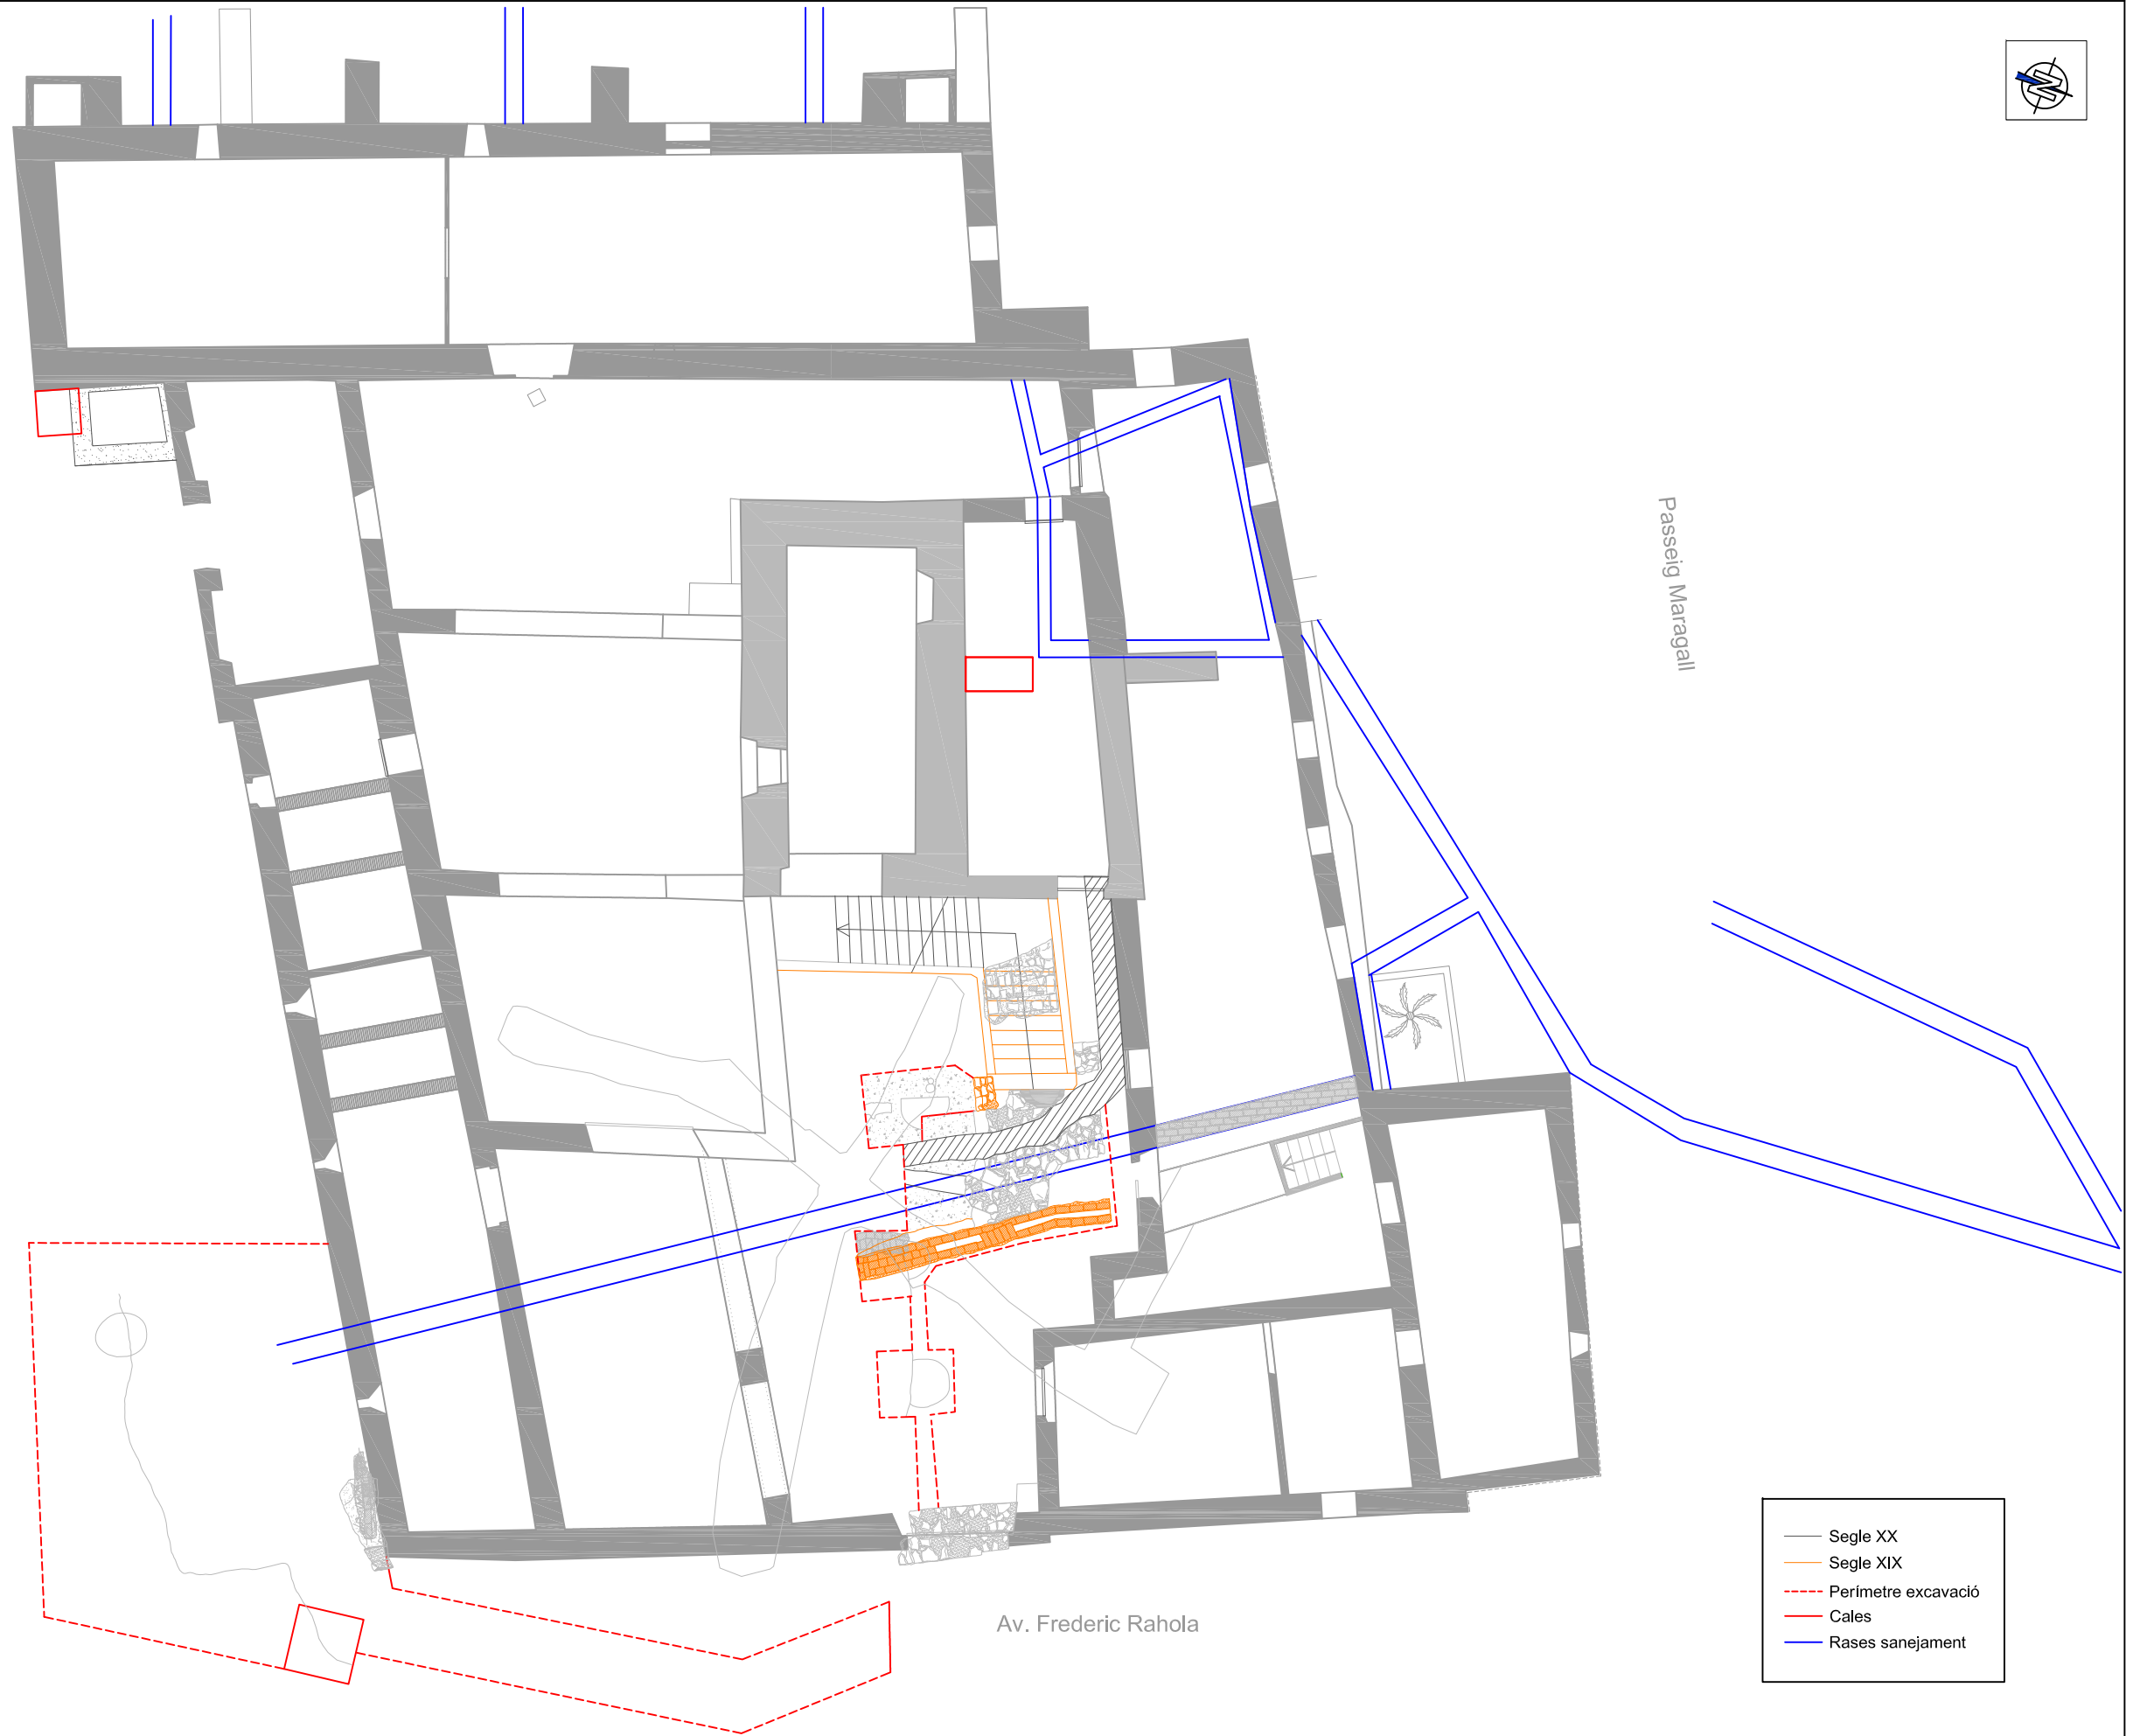 Passeig Maragall
Av. Frederic Rahola
Segle XX
Segle XIX
Perímetre excavació
Cales
Rases sanejament